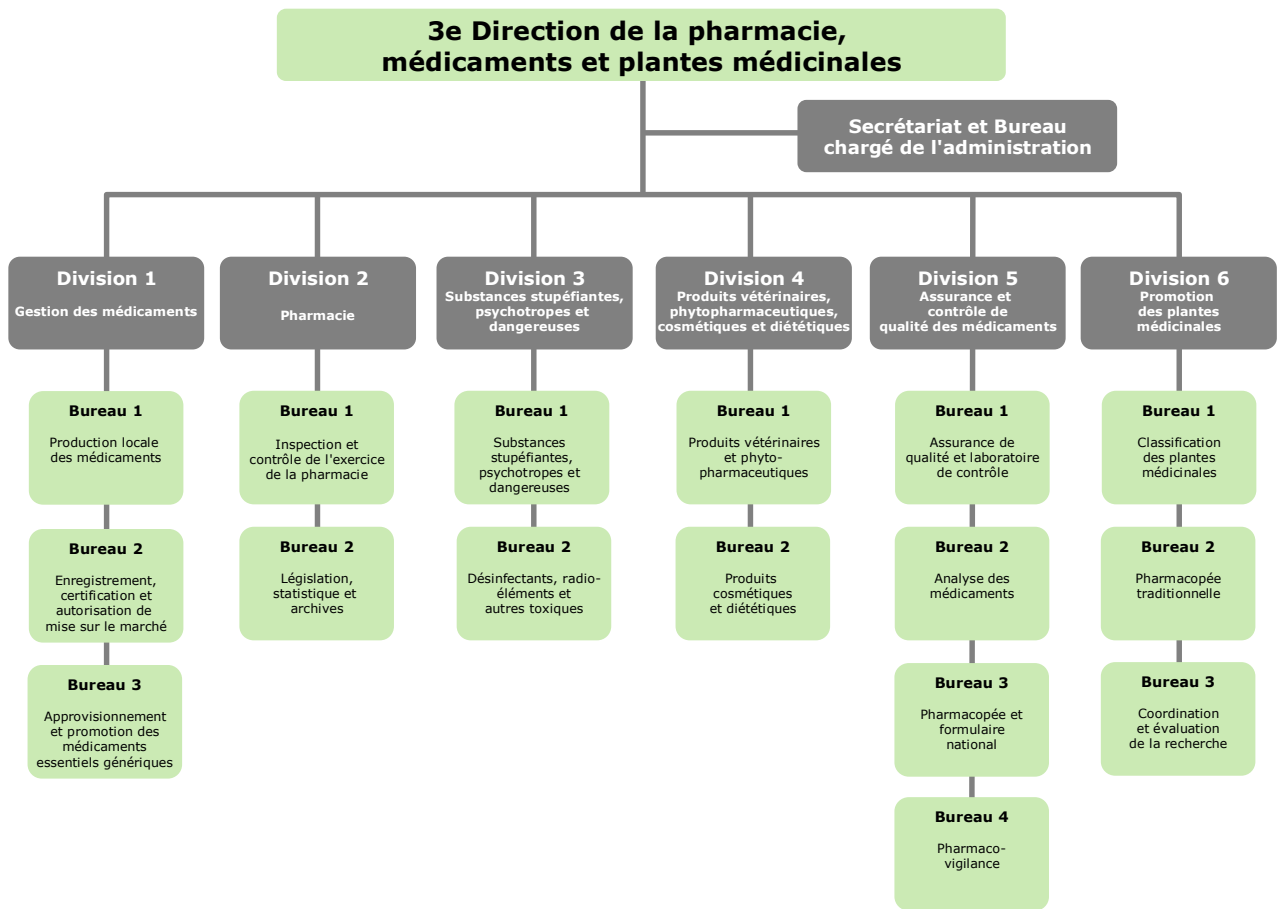 3e Direction de la pharmacie,
médicaments et plantes médicinales
Secrétariat et Bureau
chargé de l'administration
Division 1
Gestion des médicaments
Division 2
Pharmacie
Division 3
Substances stupéfiantes,
psychotropes et
dangereuses
Division 4
Produits vétérinaires,
phytopharmaceutiques,
cosmétiques et diététiques
Division 5
Assurance et
contrôle de
qualité des médicaments
Division 6
Promotion
des plantes
médicinales
Bureau 1
Production locale
des médicaments
Bureau 1
Inspection et
contrôle de l'exercice
de la pharmacie
Bureau 1
Substances
stupéfiantes,
psychotropes et
dangereuses
Bureau 1
Produits vétérinaires
et phyto-
pharmaceutiques
Bureau 1
Assurance de
qualité et laboratoire
de contrôle
Bureau 1
Classification
des plantes
médicinales
Bureau 2
Enregistrement,
certification et
autorisation de
mise sur le marché
Bureau 2
Législation,
statistique et
archives
Bureau 2
Désinfectants, radio-
éléments et
autres toxiques
Bureau 2
Produits
cosmétiques
et diététiques
Bureau 2
Analyse des
médicaments
Bureau 2
Pharmacopée
traditionnelle
Bureau 3
Approvisionnement
et promotion des
médicaments
essentiels génériques
Bureau 3
Pharmacopée et
formulaire
national
Bureau 3
Coordination
et évaluation
de la recherche
Bureau 4
Pharmaco-
vigilance